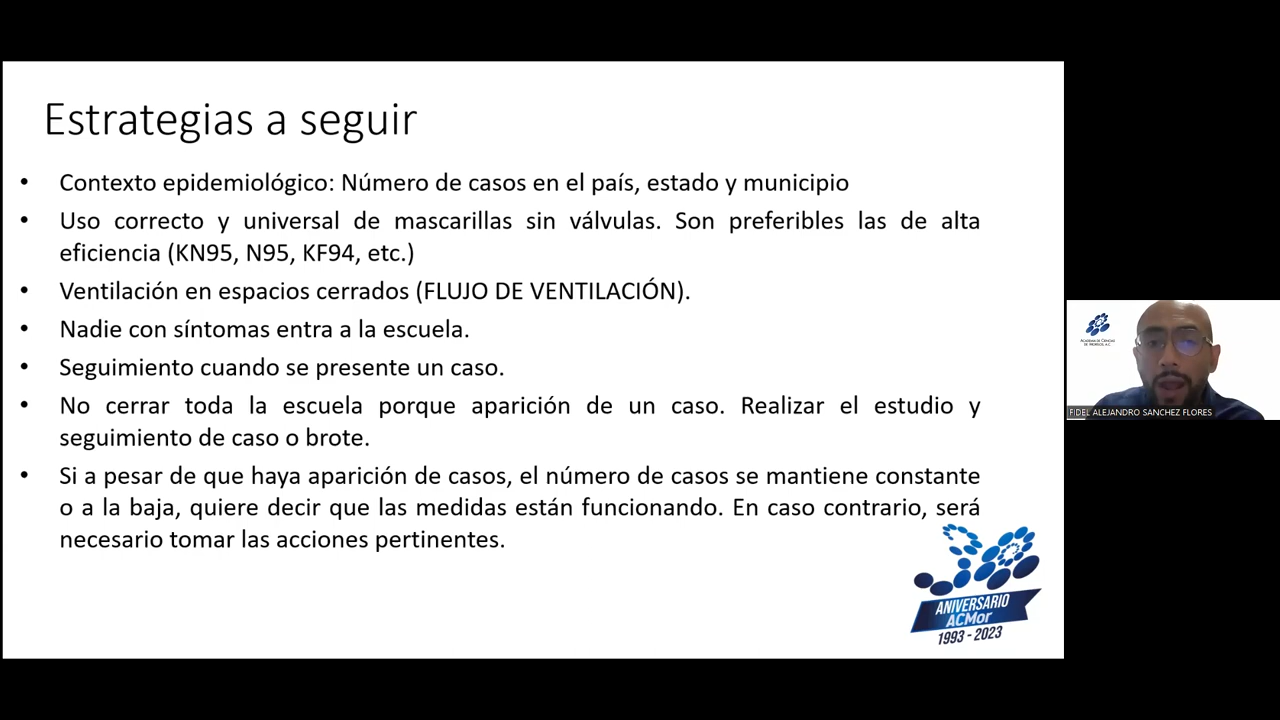 Estrategias a seguir
• Contexto epidemiológico: Número de casos en el país, estado y municipio
• Uso correcto y universal de mascarillas sin válvulas. Son preferibles las de alta
eficiencia (KN95, N95, KF94, etc.)
• Ventilación en espacios cerrados (FLUJO DE VENTILACIÓN).
• Nadie con síntomas entra a la escuela.
• Seguimiento cuando se presente un caso.
• No cerrar toda la escuela porque aparición de un caso. Realizar el estudio y
seguimiento de caso o brote.
• Si a pesar de que haya aparición de casos, el número de casos se mantiene constante
o a la baja, quiere decir que las medidas están funcionando. En caso contrario, será
necesario tomar las acciones pertinentes.
ANIVERSARIO
ACMor
1993 - 2023
ACADEMIA DE CIENCIAS
DE MORELOS, A.C.
FIDEL ALEJANDRO SANCHEZ FLORES